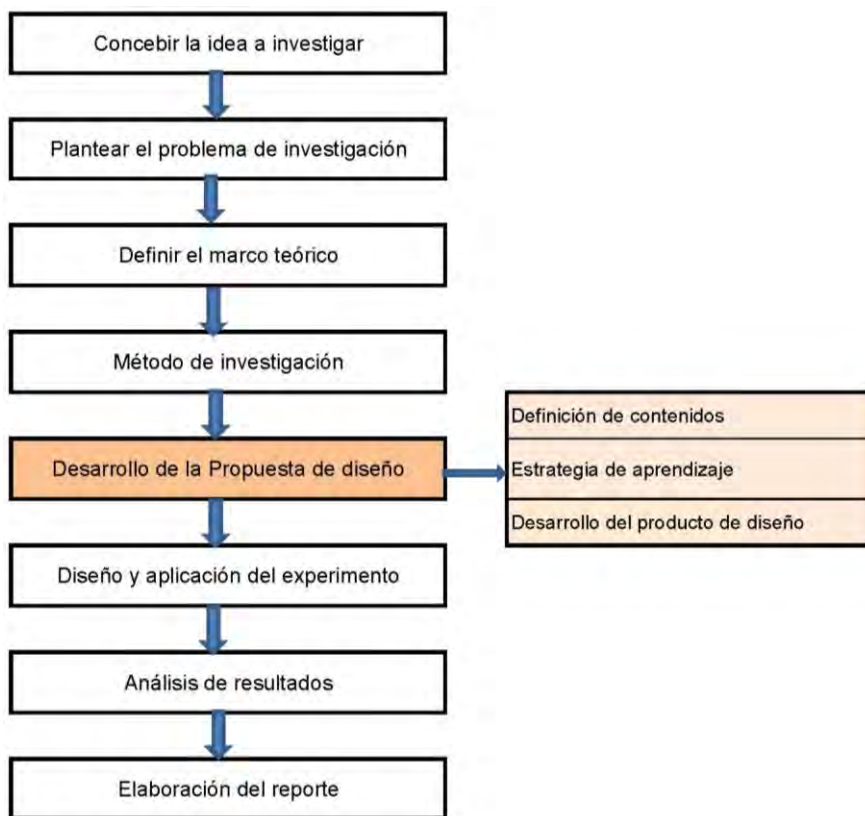 Concebir la idea a investigar
Plantear el problema de investigación
Definir el marco teórico
Método de investigación
Desarrollo de la Propuesta de diseño
Definición de contenidos
Estrategia de aprendizaje
Desarrollo del producto de diseño
Diseño y aplicación del experimento
Análisis de resultados
Elaboración del reporte